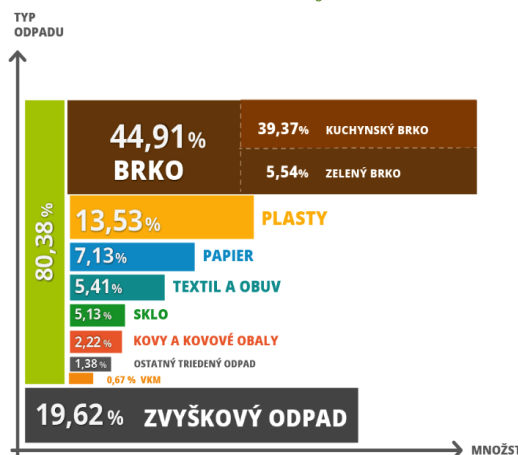 TYP
ODPADU
80,38 %
44,91%
BRKO
39,37% KUCHYNSKÝ BRKO
5,54% ZELENÝ BRKO
13,53% PLASTY
7,13% PAPIER
5,41% TEXTIL A OBUV
5,13% SKLO
2,22% KOVY A KOVOVÉ OBALY
1,38 % OSTATNÝ TRIEDENÝ ODPAD
0,67 % VKM
19,62 % ZVYŠKOVÝ ODPAD
MNOŽST